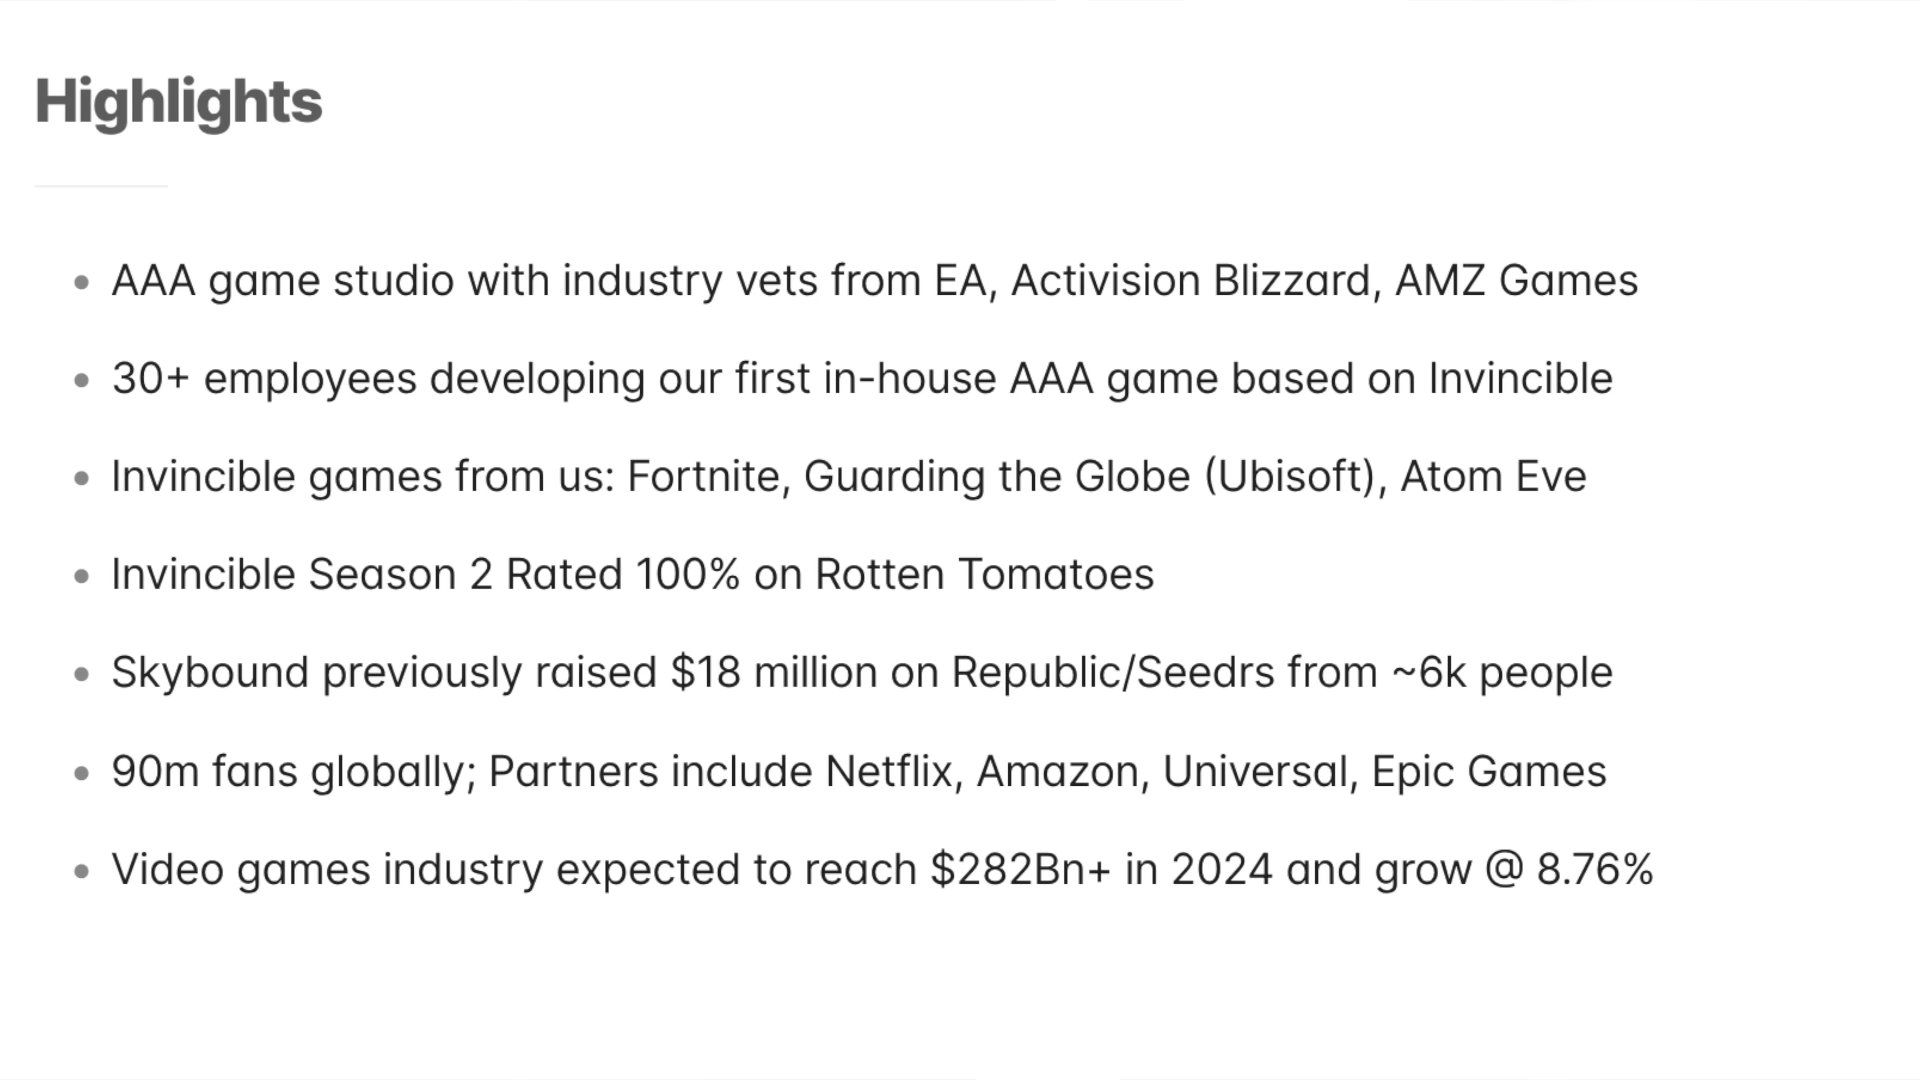 Highlights
AAA game studio with industry vets from EA, Activision Blizzard, AMZ Games
30+ employees developing our first in-house AAA game based on Invincible
Invincible games from us: Fortnite, Guarding the Globe (Ubisoft), Atom Eve
Invincible Season 2 Rated 100% on Rotten Tomatoes
Skybound previously raised $18 million on Republic/Seedrs from ~6k people
90m fans globally; Partners include Netflix, Amazon, Universal, Epic Games
Video games industry expected to reach $282Bn+ in 2024 and grow @ 8.76%